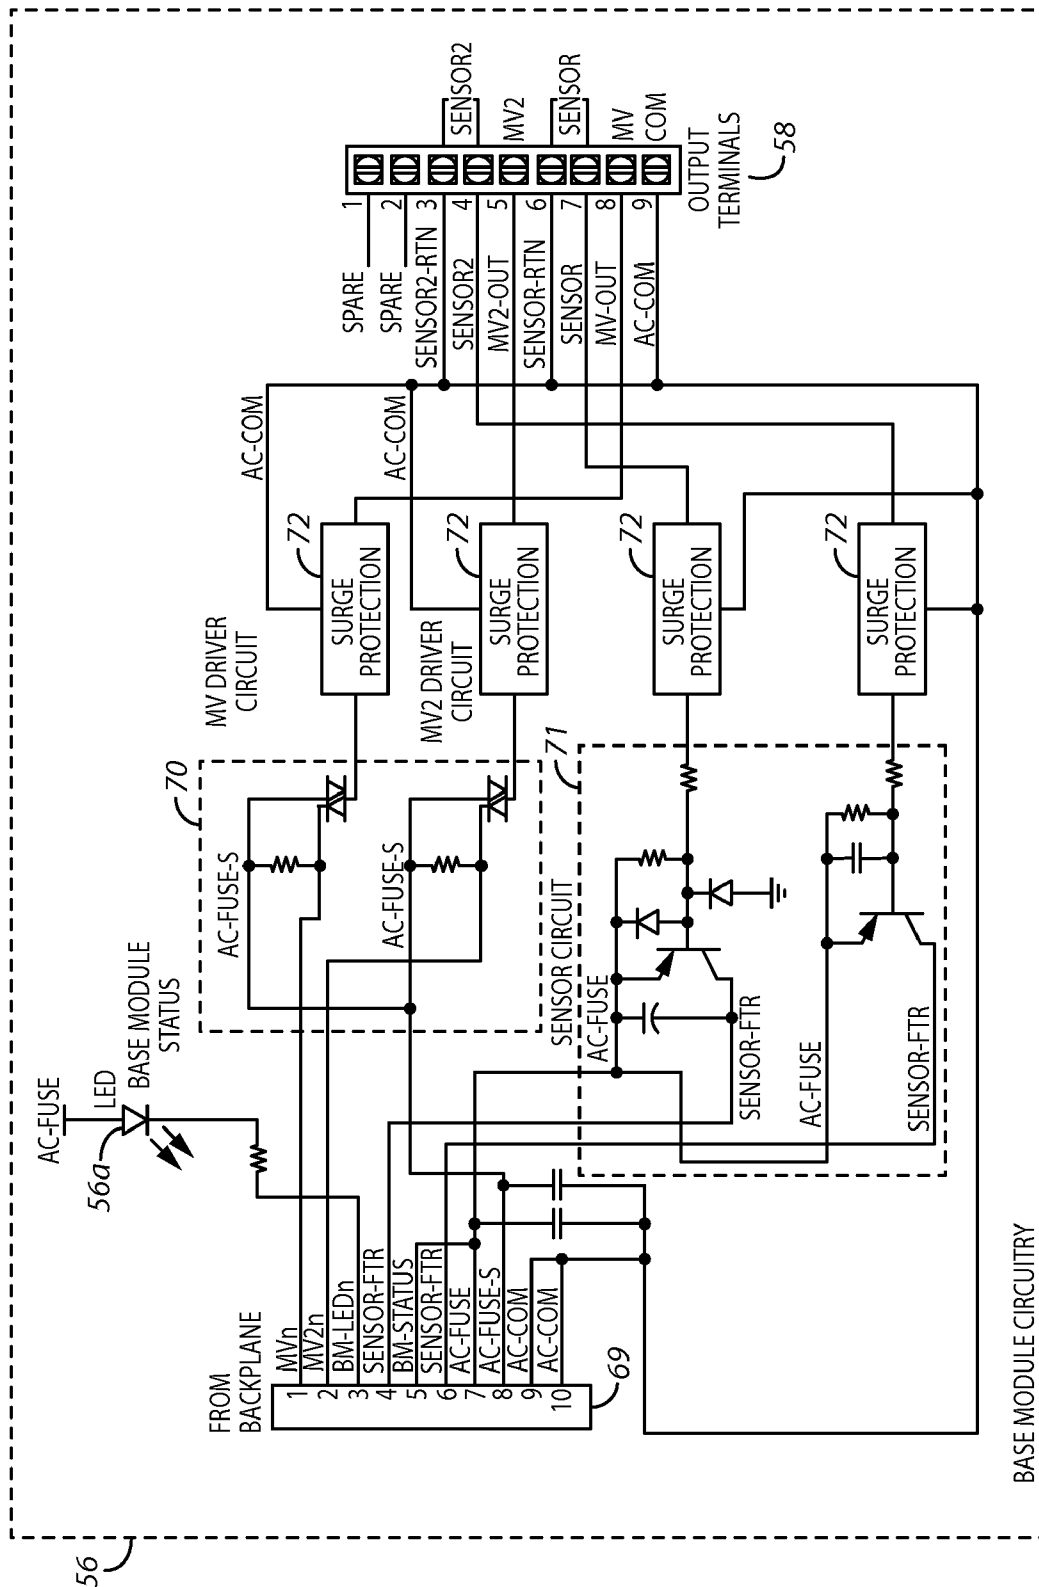 56
FROM
BACKPLANE
69
MVn
1
MV2n
2
BM-LEDn
3
SENSOR-FTR
4
BM-STATUS
5
SENSOR-FTR
6
AC-FUSE
7
AC-FUSE-S
8
AC-COM
9
AC-COM
10
AC-FUSE
56a
LED
BASE MODULE
STATUS
70
AC-FUSE-S
AC-FUSE-S
MV DRIVER
CIRCUIT
MV2 DRIVER
CIRCUIT
SENSOR CIRCUIT
71
AC-FUSE
SENSOR-FTR
AC-FUSE
SENSOR-FTR
72
SURGE
PROTECTION
72
SURGE
PROTECTION
72
SURGE
PROTECTION
72
SURGE
PROTECTION
AC-COM
AC-COM
SPARE
1
SPARE
2
SENSOR2-RTN
3
SENSOR2
4
MV2-OUT
5
SENSOR-RTN
6
SENSOR
7
MV-OUT
8
AC-COM
9
SENSOR2
MV2
SENSOR
MV
COM
OUTPUT
TERMINALS
58
BASE MODULE CIRCUITRY